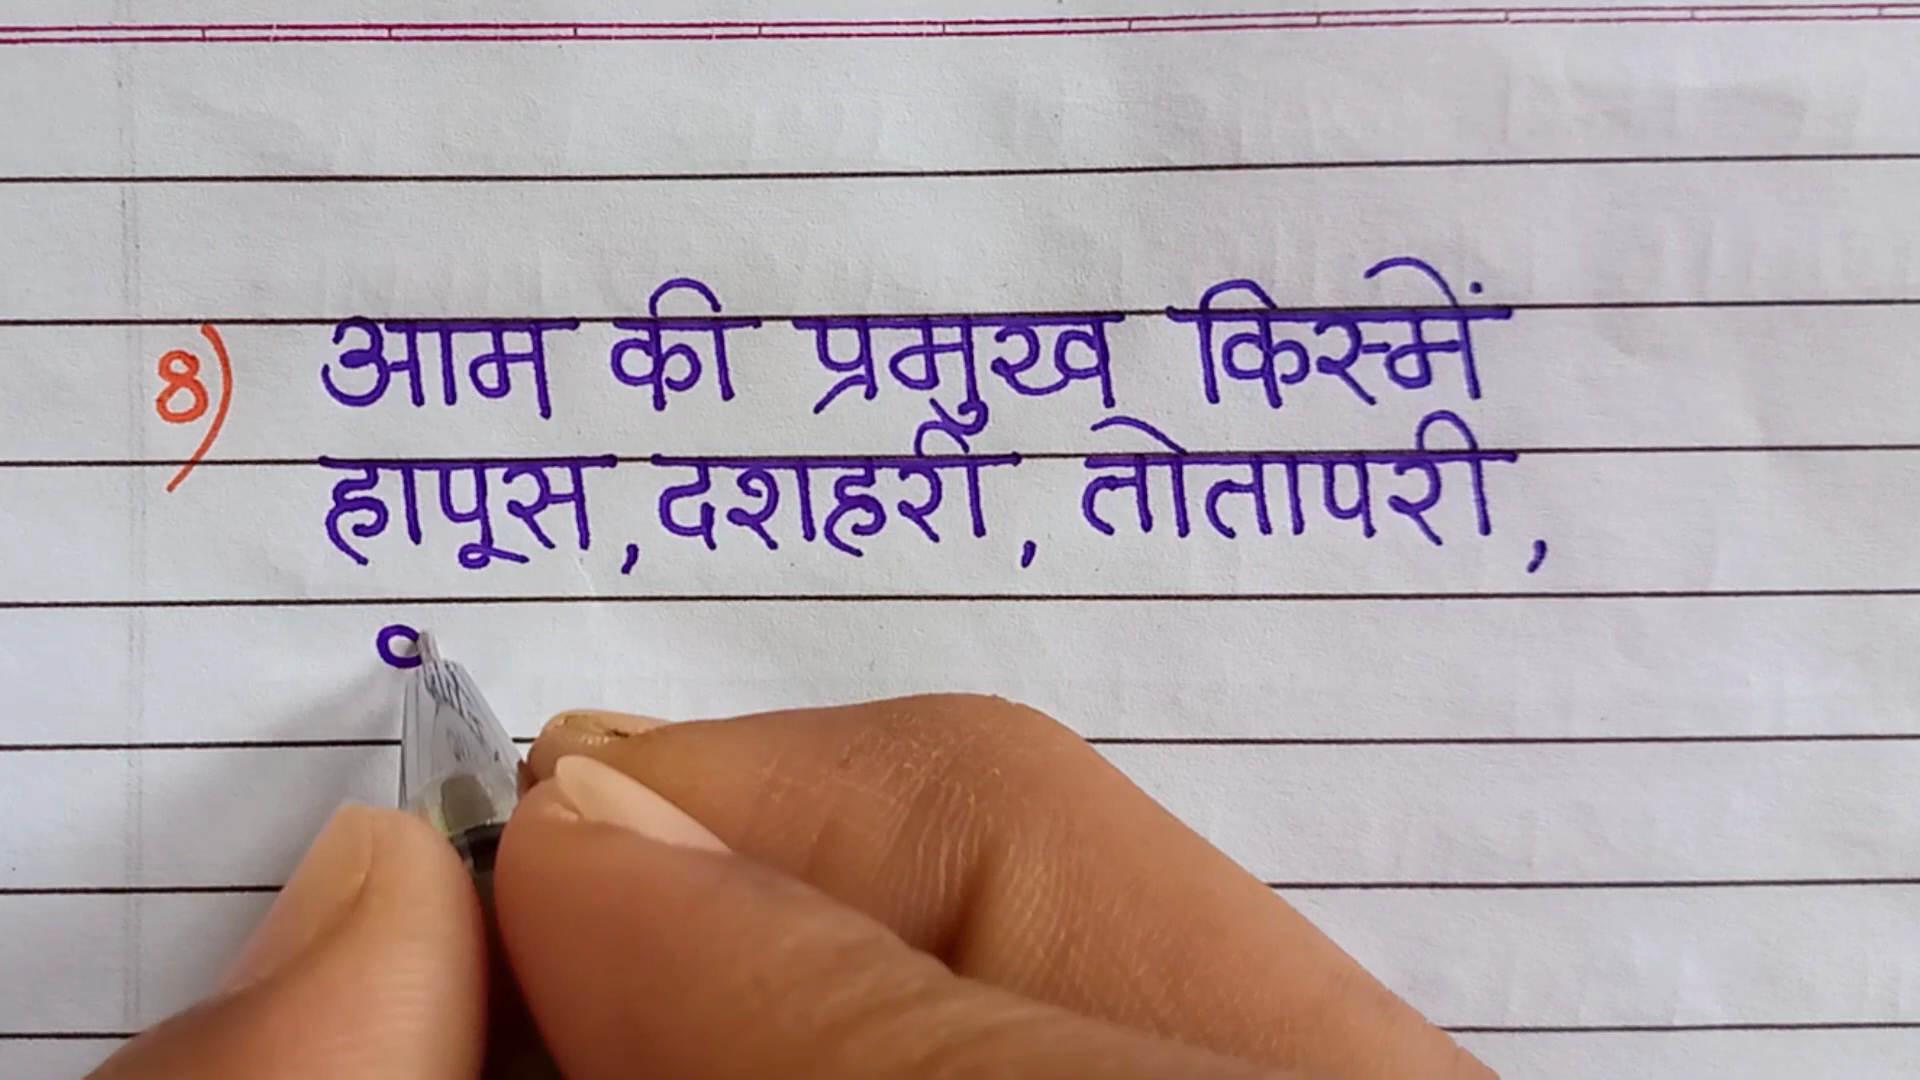 8) आम की प्रमुख किस्में
हापूस, दशहरी, तोतापरी,